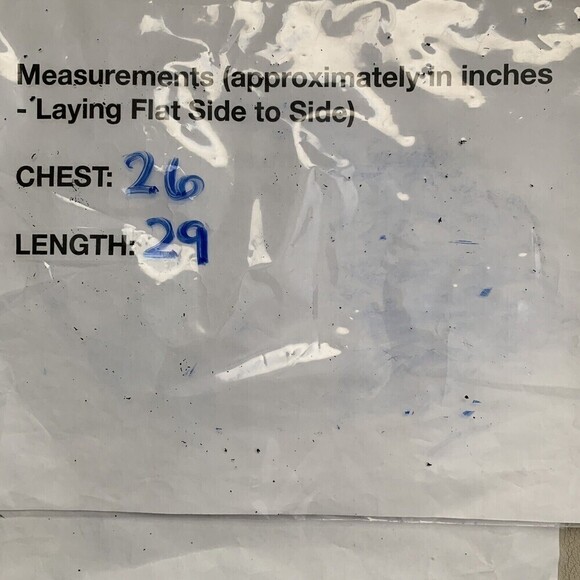 Measurements (approximately in inches
- Laying Flat Side to Side)
CHEST: 26
LENGTH: 29